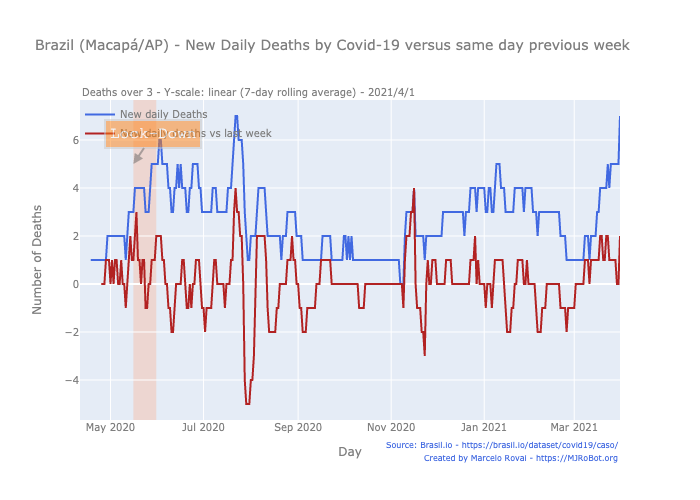 Brazil (Macapá/AP) - New Daily Deaths by Covid-19 versus same day previous week
Deaths over 3 - Y-scale: linear (7-day rolling average) - 2021/4/1
New daily Deaths
New daily deaths vs last week
Lock Down
6
4
2
0
−2
−4
Number of Deaths
May 2020
Jul 2020
Sep 2020
Nov 2020
Jan 2021
Mar 2021
Day
Source: Brasil.io - https://brasil.io/dataset/covid19/caso/
Created by Marcelo Rovai - https://MJRoBot.org